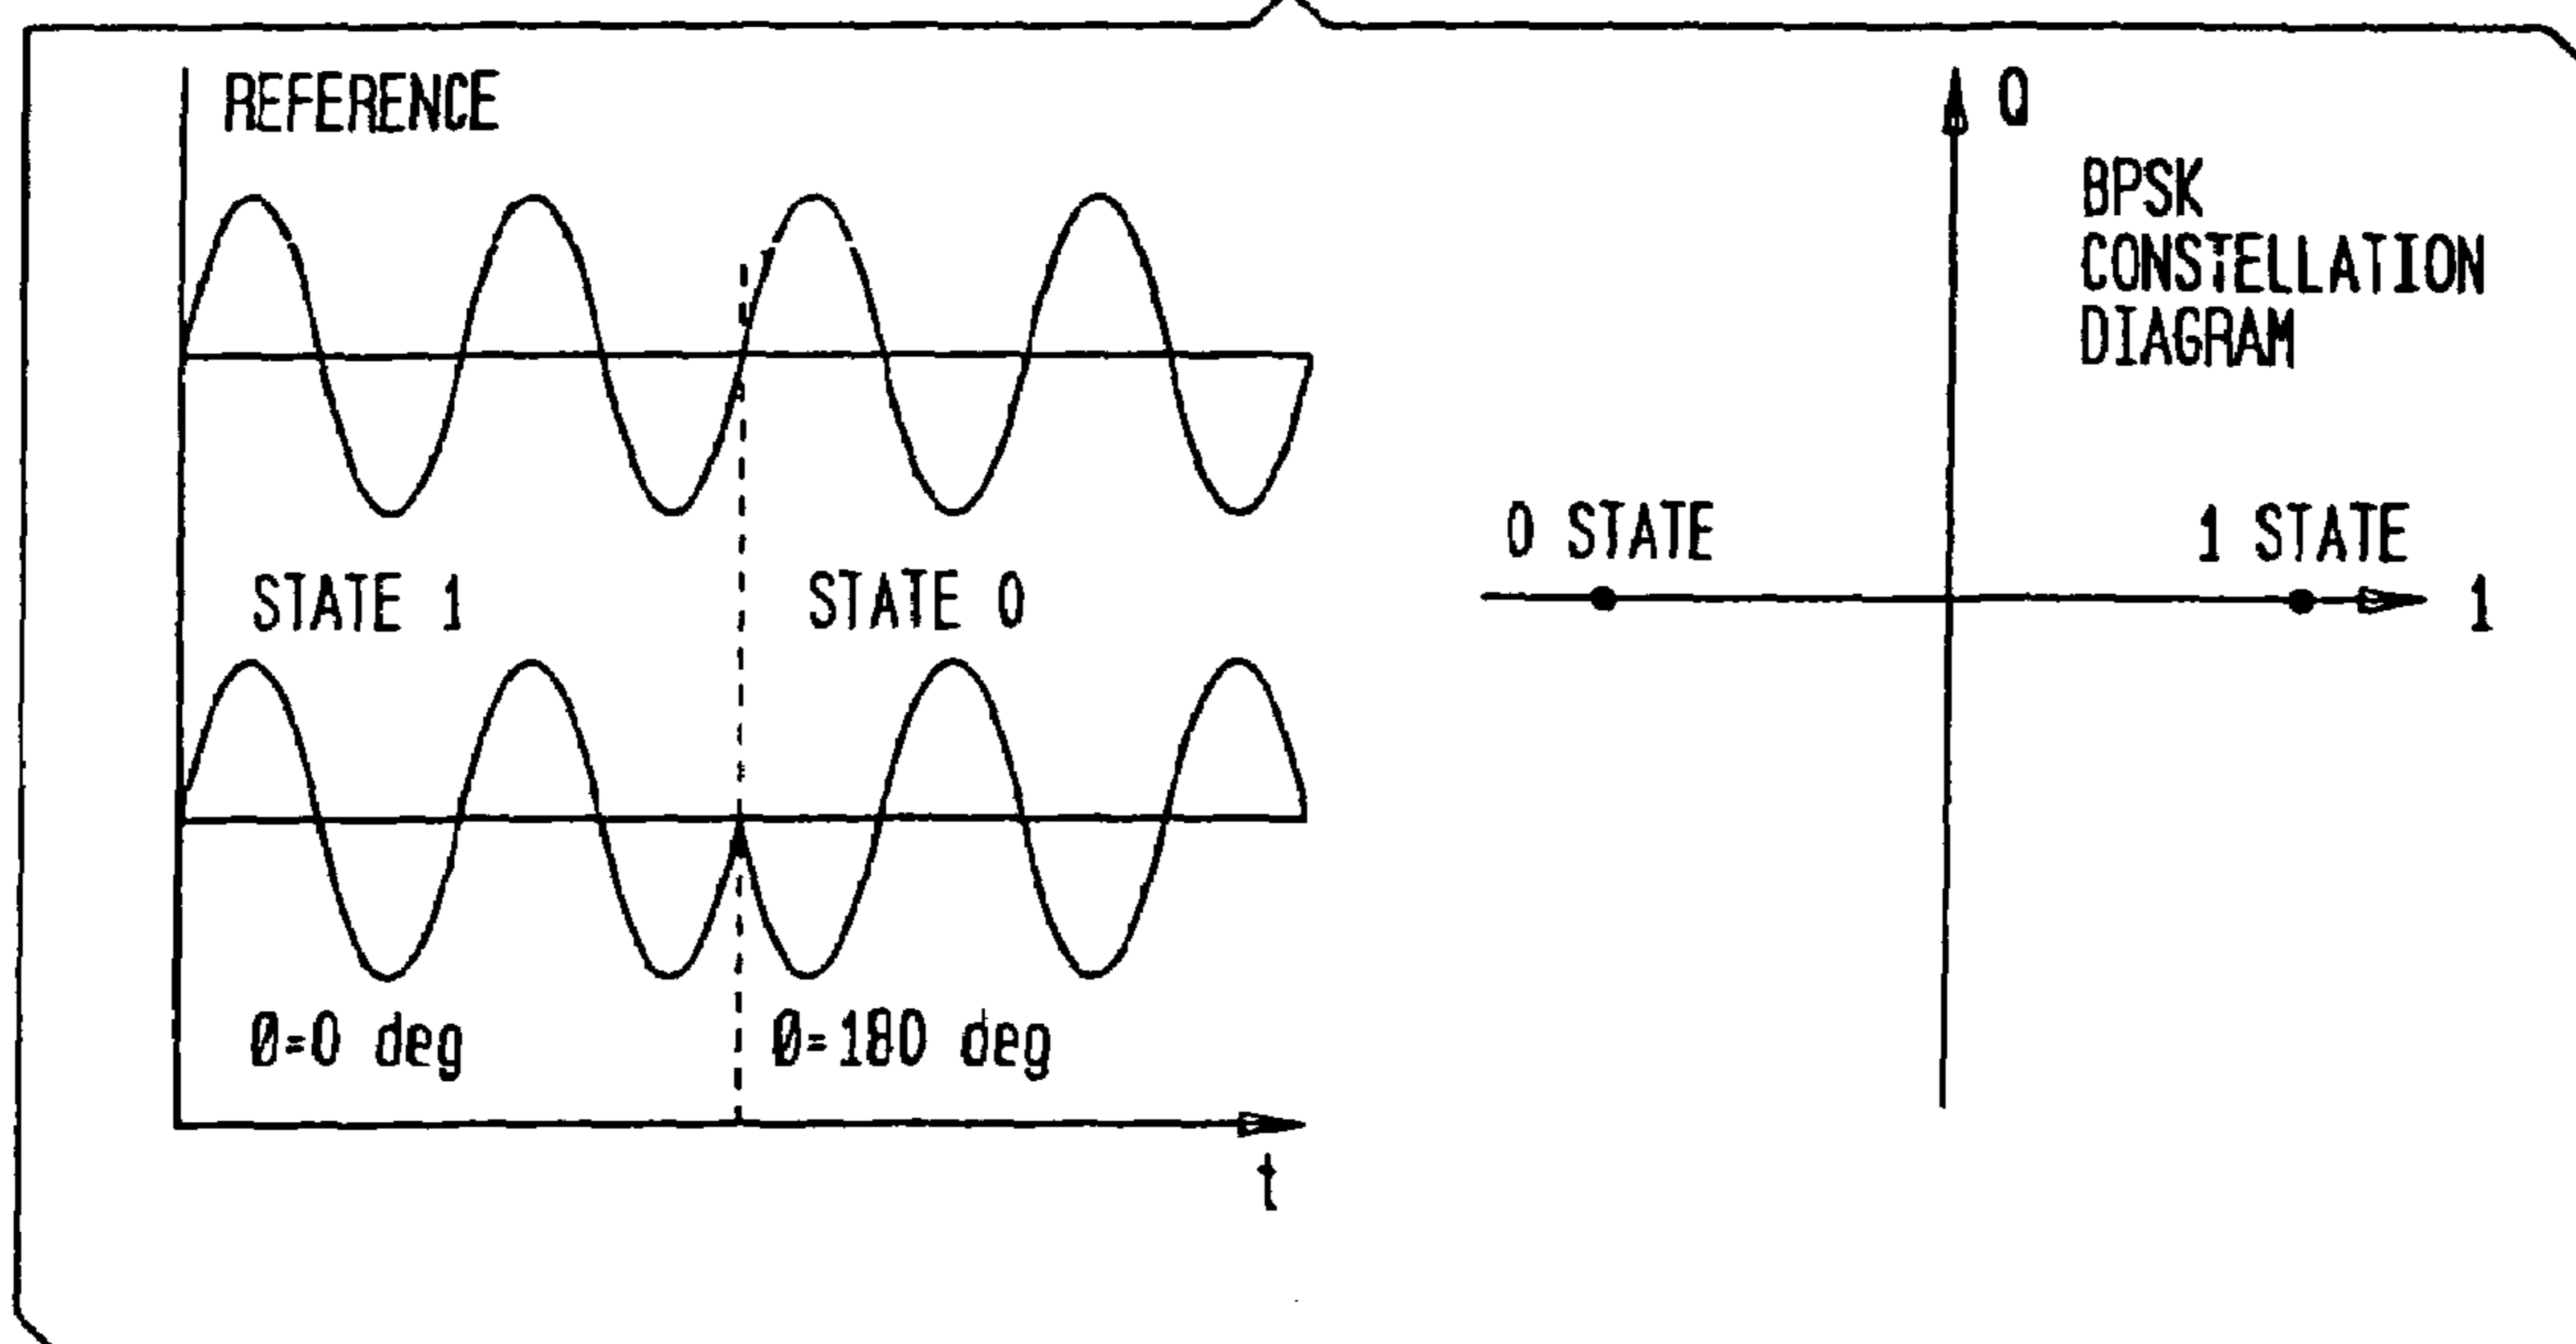 REFERENCE
STATE 1
STATE 0
Ø=0 deg
Ø=180 deg
t
Q
BPSK
CONSTELLATION
DIAGRAM
0 STATE
1 STATE
1